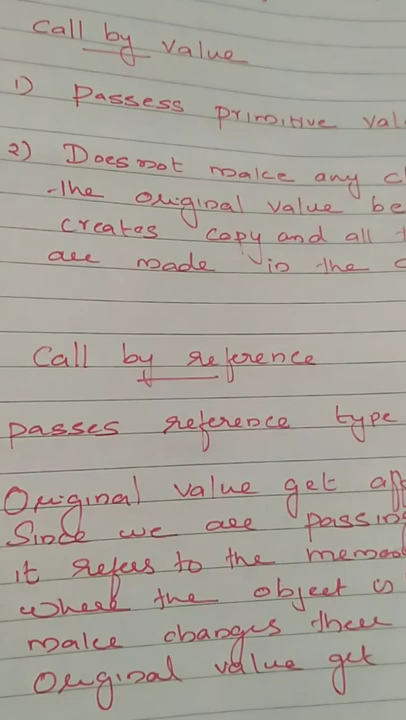 Call by value
1) Passess primitive val
2) Does not make any c
the original value be
creates copy and all t
are made in the c
Call by reference
passes reference type
Original value get aff
Since we are passing
it refers to the memo
where the object is
make changes there
Original value get